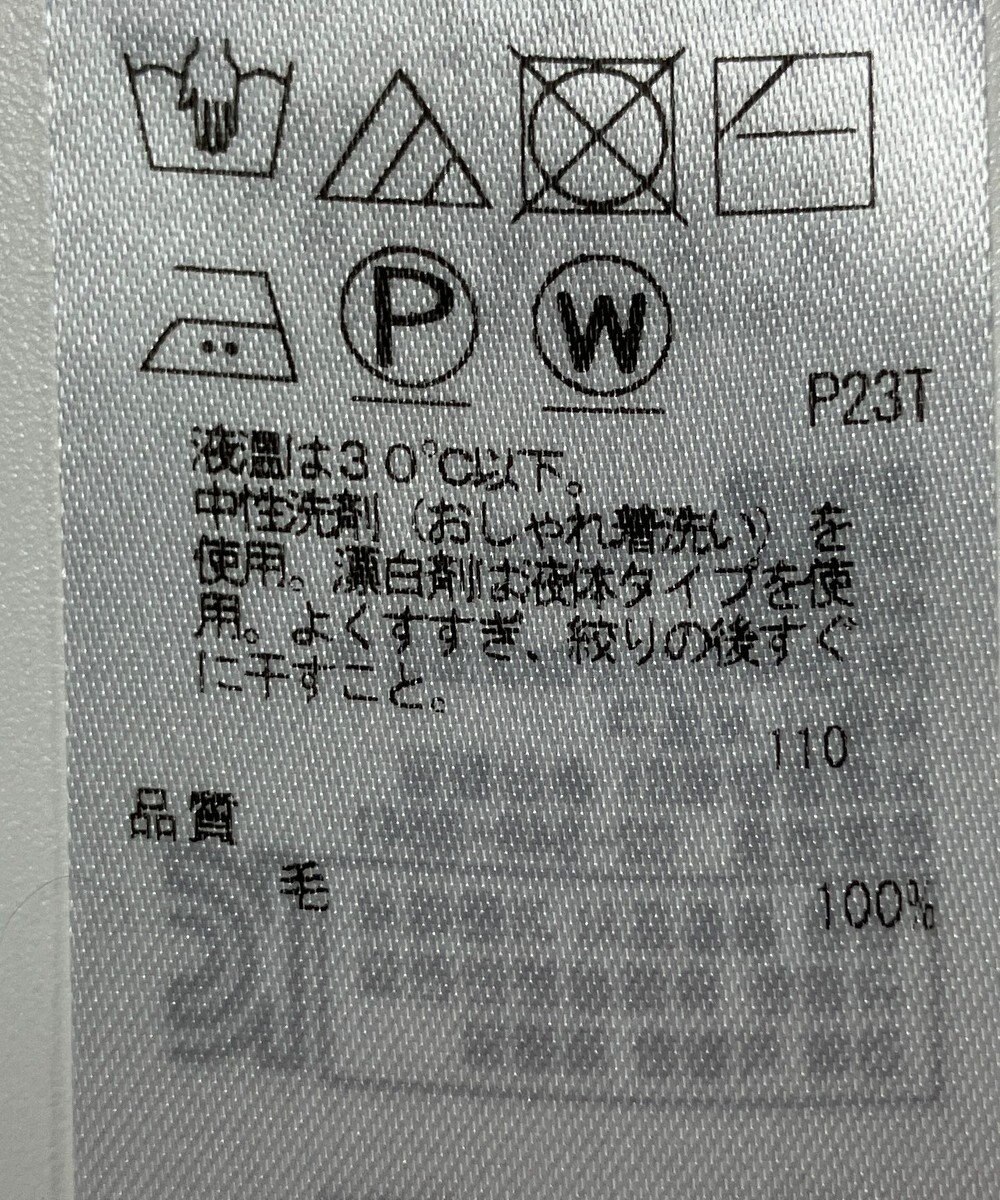 P
W
P23T
液温は30℃以下。
中性洗剤（おしゃれ着洗い）を
使用。漂白剤は液体タイプを使
用。よくすすぎ、絞りの後すぐ
に干すこと。
110
品質
毛 100%